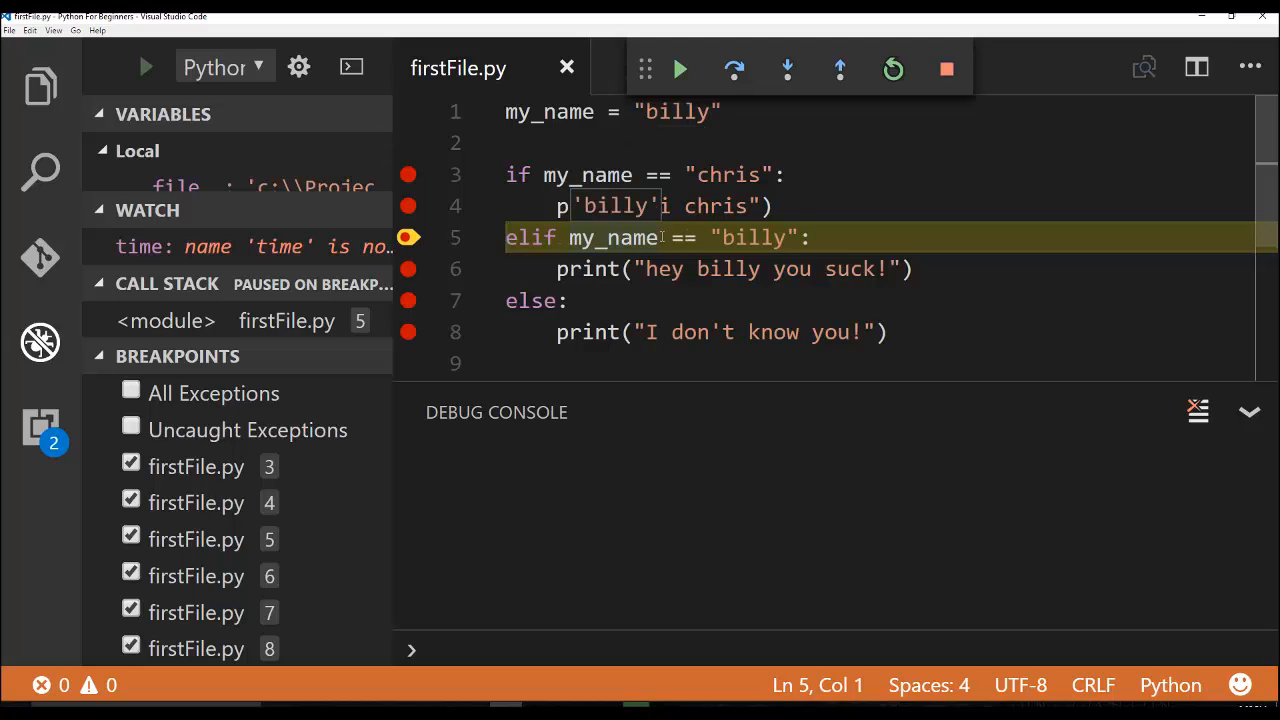 firstFile.py - Python For Beginners - Visual Studio Code
File Edit View Go Help
Python
firstFile.py
VARIABLES
Local
__file__: 'c:\\Projec
WATCH
time: name 'time' is no...
CALL STACK PAUSED ON BREAKP...
<module> firstFile.py 5
BREAKPOINTS
All Exceptions
Uncaught Exceptions
firstFile.py 3
firstFile.py 4
firstFile.py 5
firstFile.py 6
firstFile.py 7
firstFile.py 8
2
1 my_name = "billy"
2
3 if my_name == "chris":
4 p'billy'i chris")
5 elif my_name == "billy":
6 print("hey billy you suck!")
7 else:
8 print("I don't know you!")
9
DEBUG CONSOLE
0 0 Ln 5, Col 1 Spaces: 4 UTF-8 CRLF Python